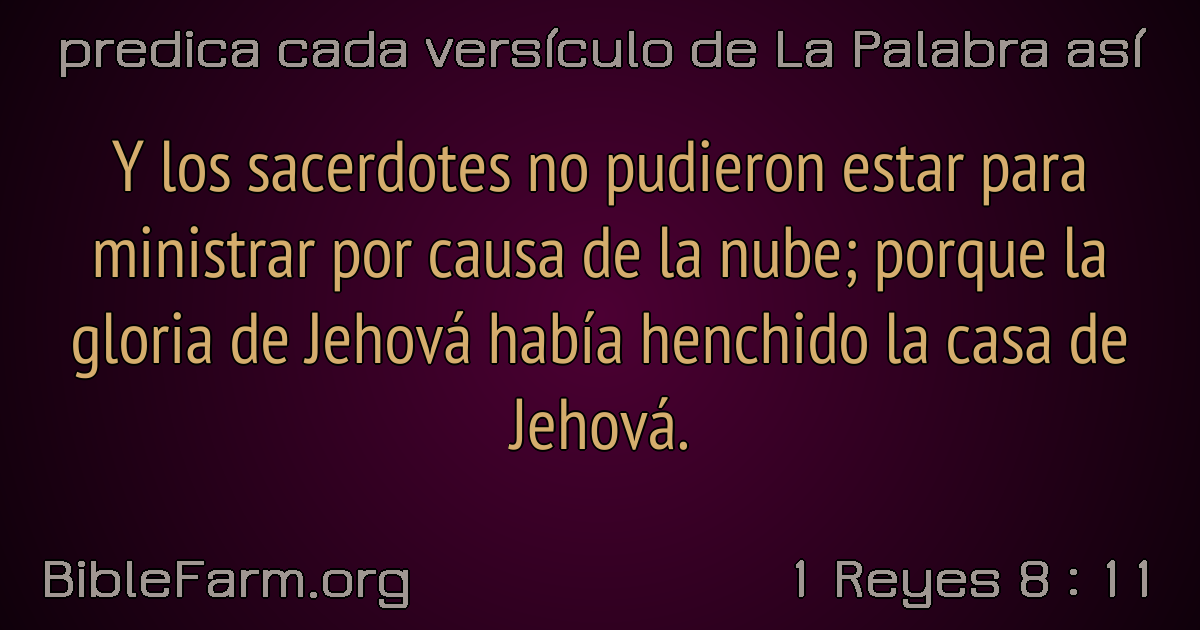 predica cada versículo de La Palabra así
Y los sacerdotes no pudieron estar para
ministrar por causa de la nube; porque la
gloria de Jehová había henchido la casa de
Jehová.
BibleFarm.org
1 Reyes 8 : 11